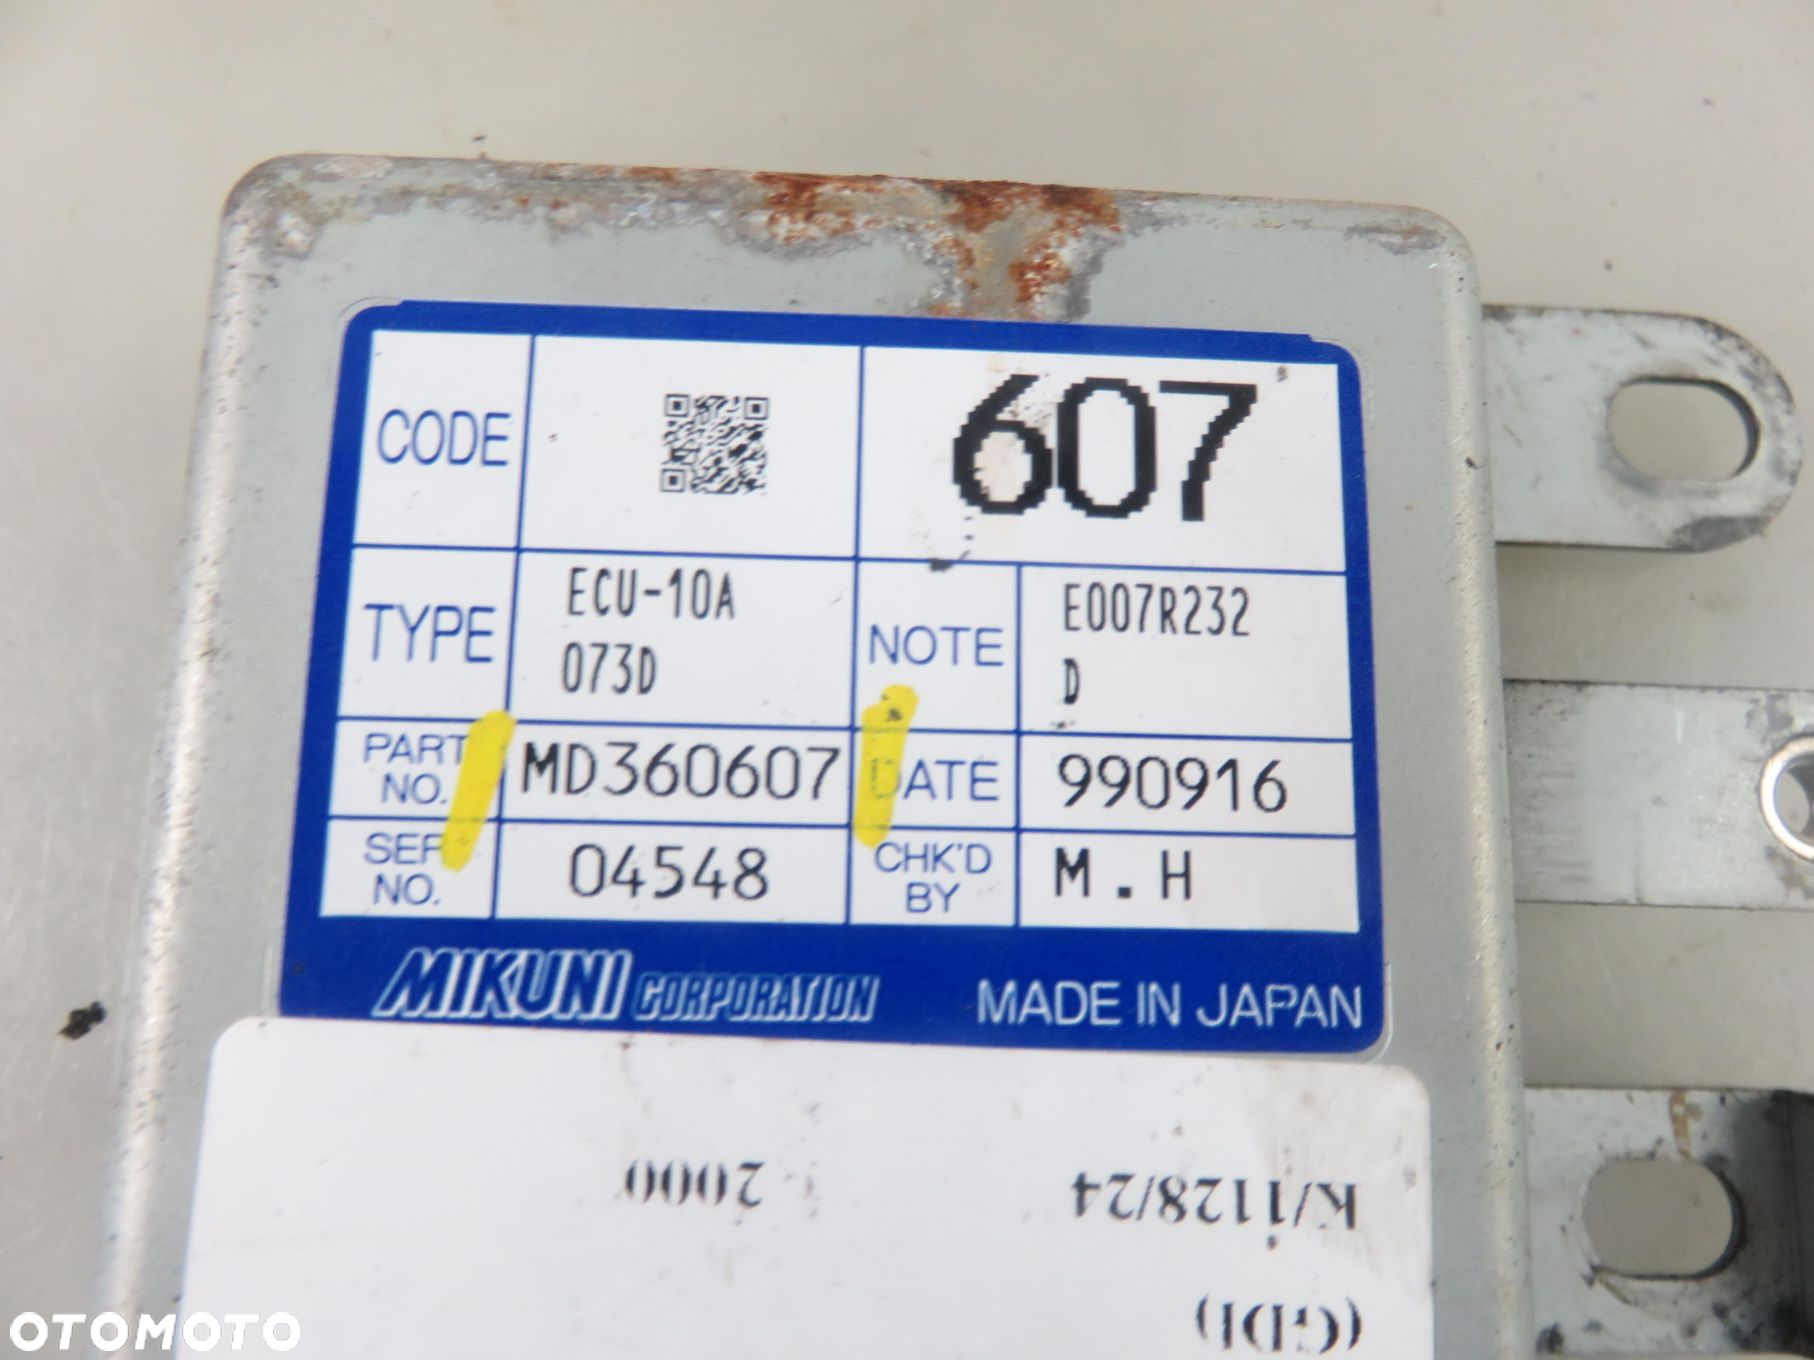 CODE
607
TYPE
ECU-10A
073D
NOTE
E007R232
D
PART
NO.
MD360607
DATE
990916
SER
NO.
04548
CHK'D
BY
M.H
MIKUNI CORPORATION
MADE IN JAPAN
K/1128/24
2000
(GDI)
OTOMOTO